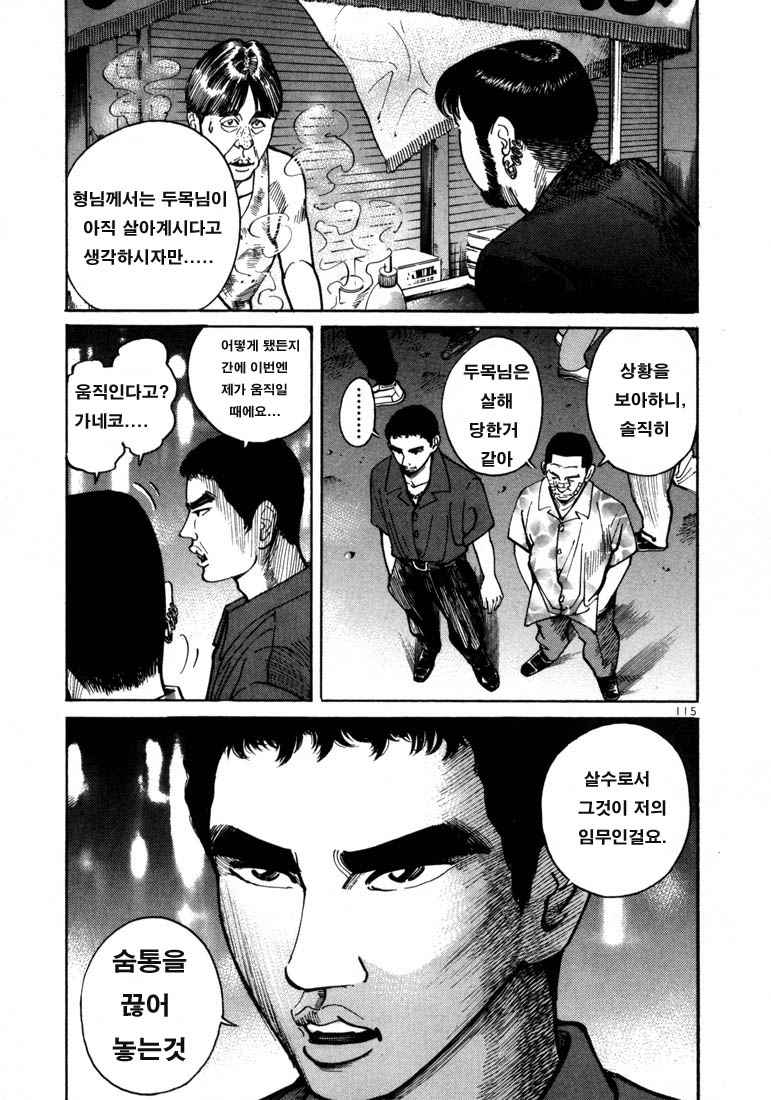 형님께서는 두목님이
아직 살아계시다고
생각하시지만.....
상황을
보아하니,
솔직히
두목님은
살해
당한거
같아
........
어떻게 됐든지
간에 이번엔
제가 움직일
때에요...
움직인다고?
가네코....
115
살수로서
그것이 저의
임무인걸요.
숨통을
끊어
놓는것